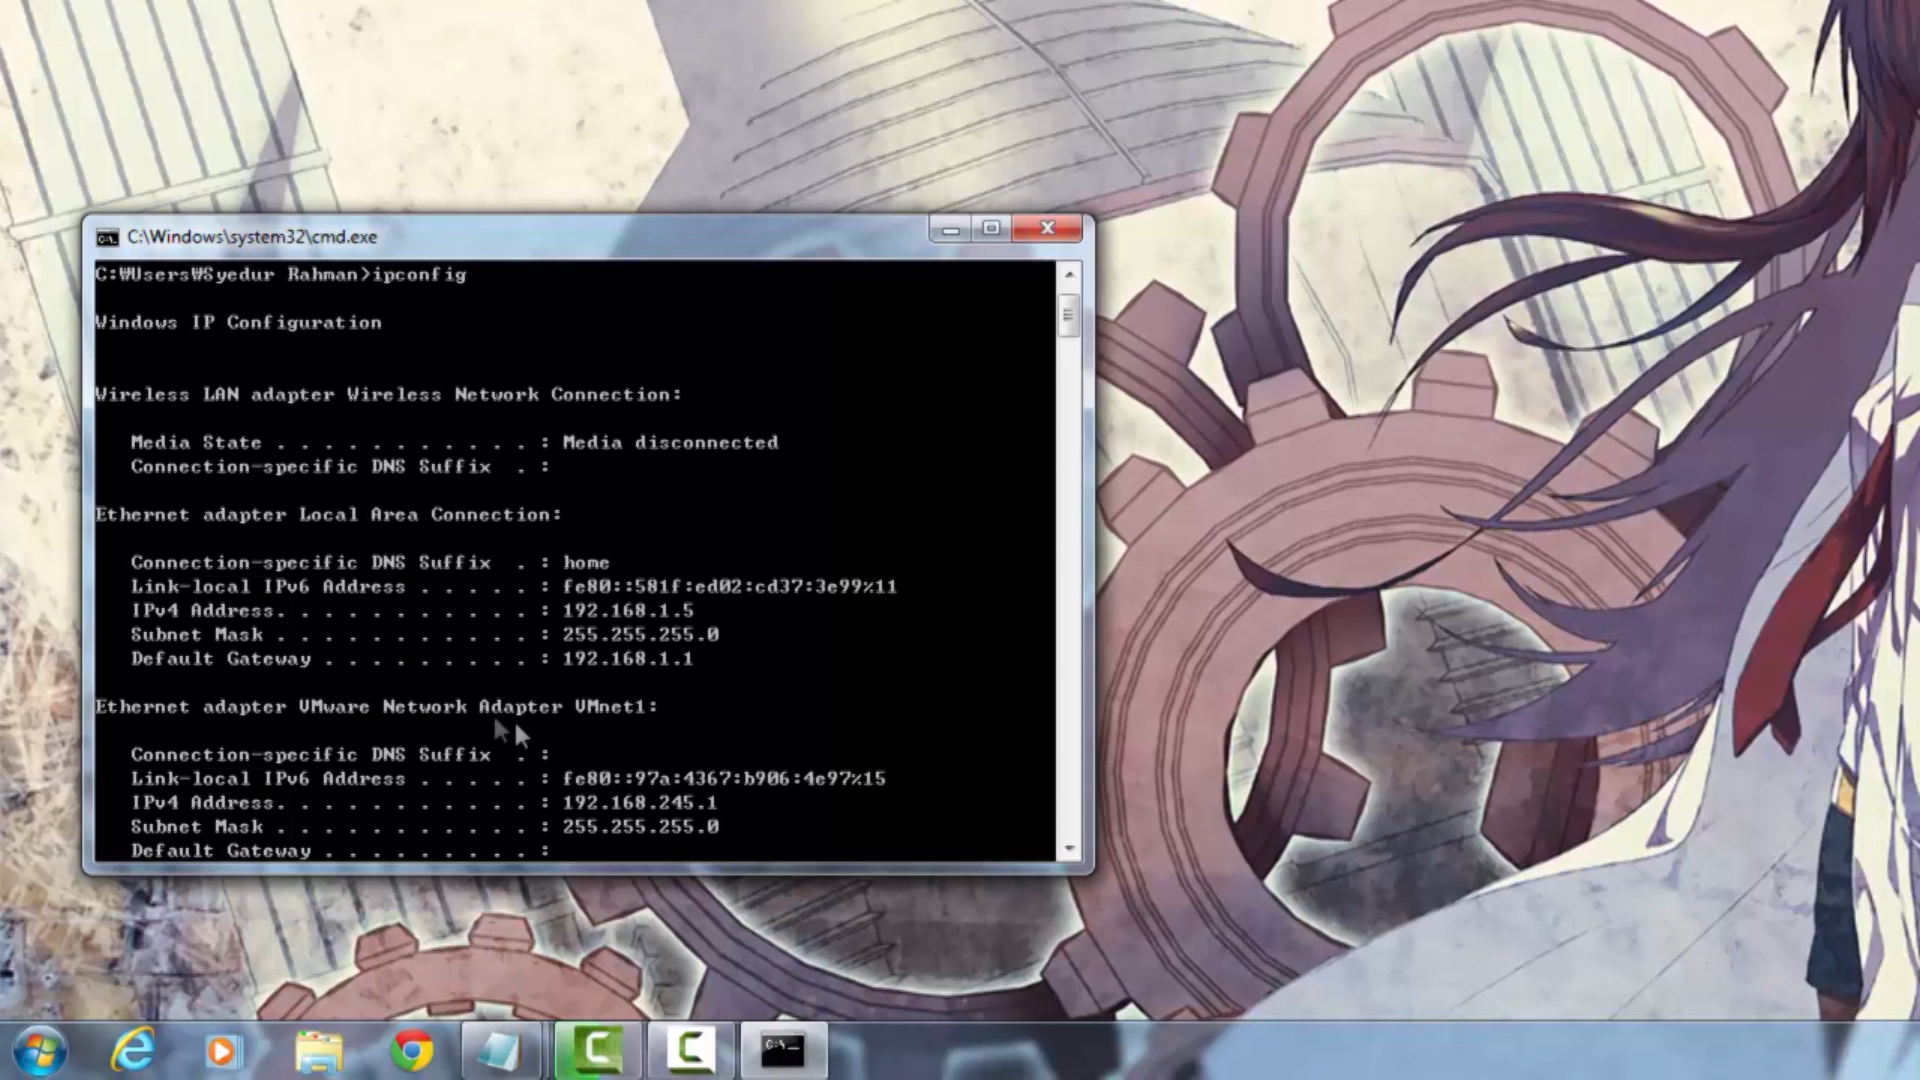 C:\Windows\system32\cmd.exe
C:₩Users₩Syedur Rahman>ipconfig
Windows IP Configuration
Wireless LAN adapter Wireless Network Connection:
Media State . . . . . . . . . . . : Media disconnected
Connection-specific DNS Suffix  . :
Ethernet adapter Local Area Connection:
Connection-specific DNS Suffix  . : home
Link-local IPv6 Address . . . . . : fe80::581f:ed02:cd37:3e99%11
IPv4 Address. . . . . . . . . . . : 192.168.1.5
Subnet Mask . . . . . . . . . . . : 255.255.255.0
Default Gateway . . . . . . . . . : 192.168.1.1
Ethernet adapter VMware Network Adapter VMnet1:
Connection-specific DNS Suffix  . :
Link-local IPv6 Address . . . . . : fe80::97a:4367:b906:4e97%15
IPv4 Address. . . . . . . . . . . : 192.168.245.1
Subnet Mask . . . . . . . . . . . : 255.255.255.0
Default Gateway . . . . . . . . . :